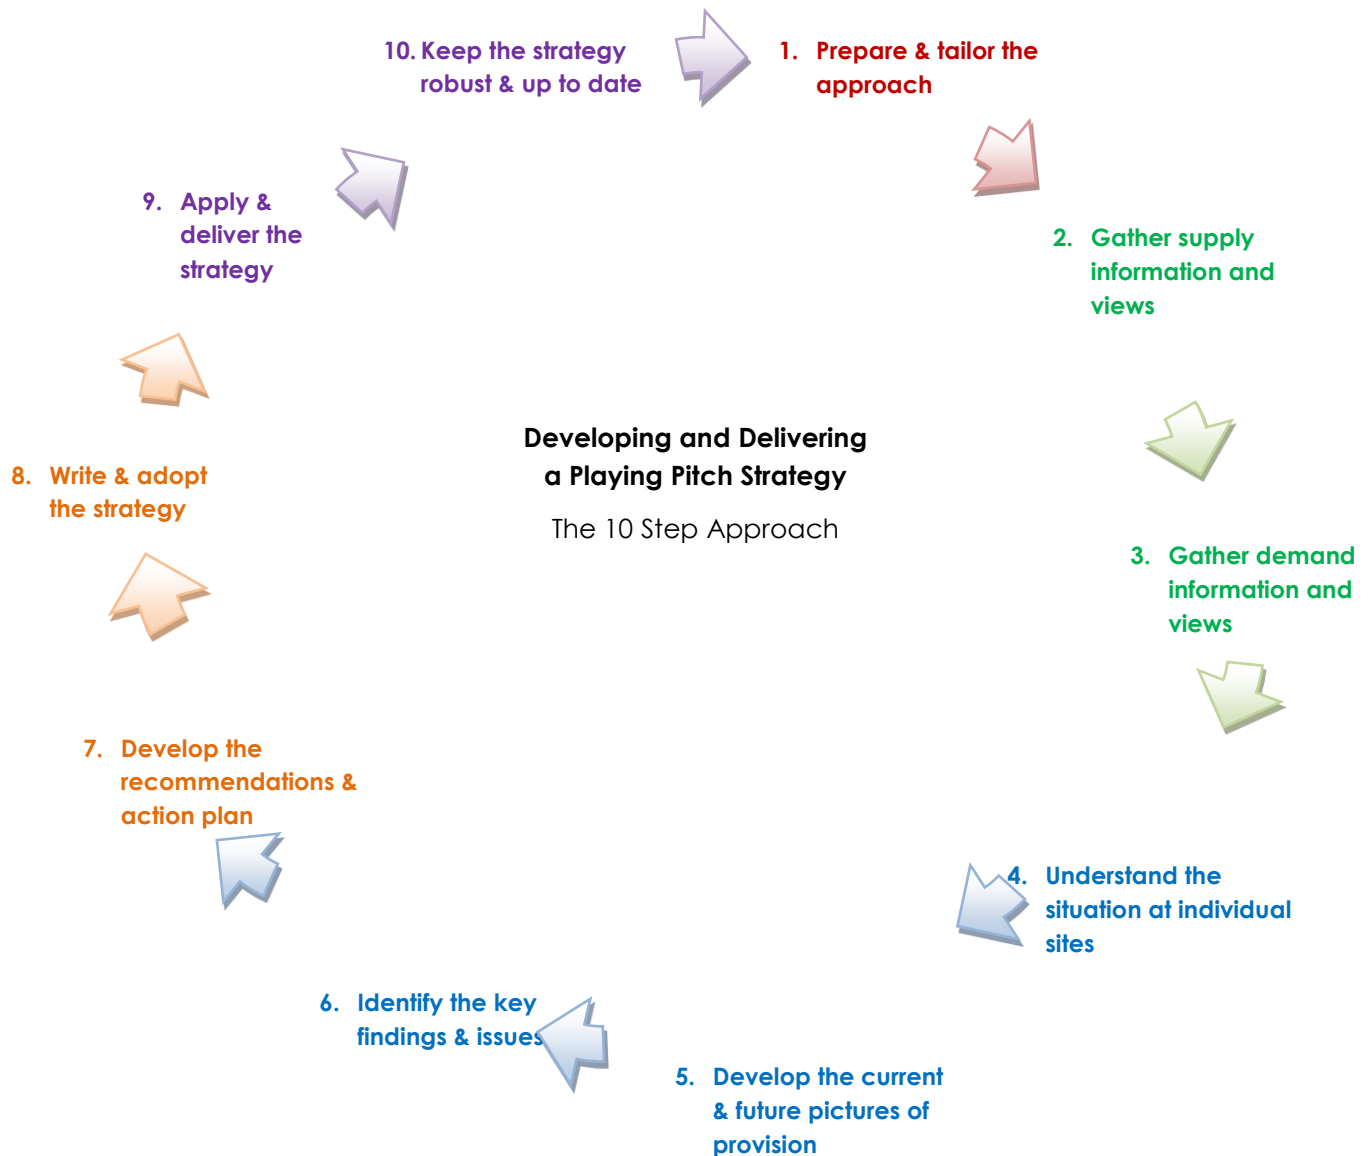 10. Keep the strategy
robust & up to date
1. Prepare & tailor the
approach
9. Apply &
deliver the
strategy
2. Gather supply
information and
views
Developing and Delivering
a Playing Pitch Strategy
The 10 Step Approach
8. Write & adopt
the strategy
3. Gather demand
information and
views
7. Develop the
recommendations &
action plan
4. Understand the
situation at individual
sites
6. Identify the key
findings & issues
5. Develop the current
& future pictures of
provision